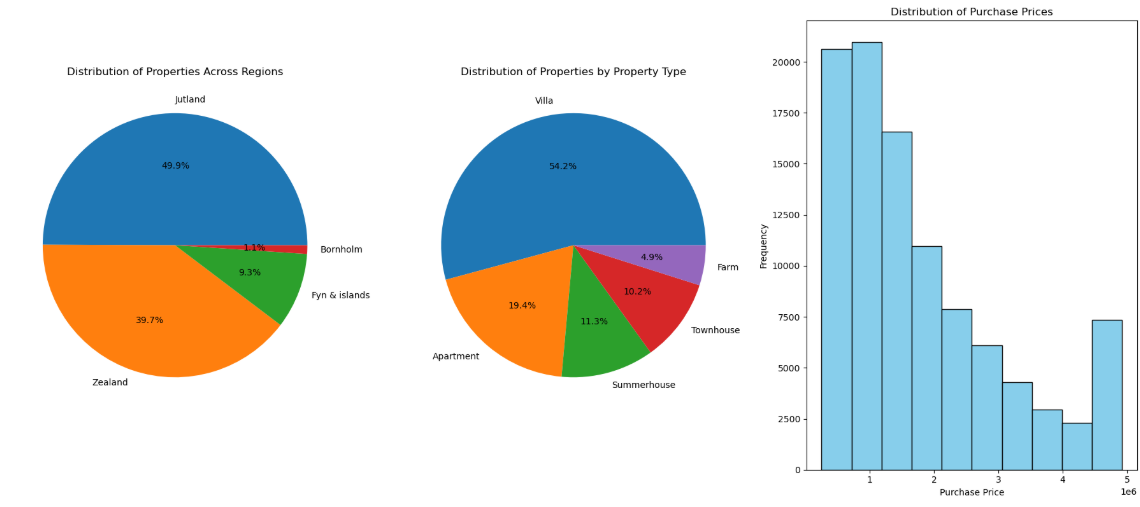 Distribution of Properties Across Regions
Jutland
49.9%
1.1%
Bornholm
9.3%
Fyn & islands
39.7%
Zealand
Distribution of Properties by Property Type
Villa
54.2%
4.9%
Farm
10.2%
19.4%
11.3%
Townhouse
Apartment
Summerhouse
Distribution of Purchase Prices
20000
17500
15000
12500
10000
7500
5000
2500
0
Frequency
1 2 3 4 5
1e6
Purchase Price